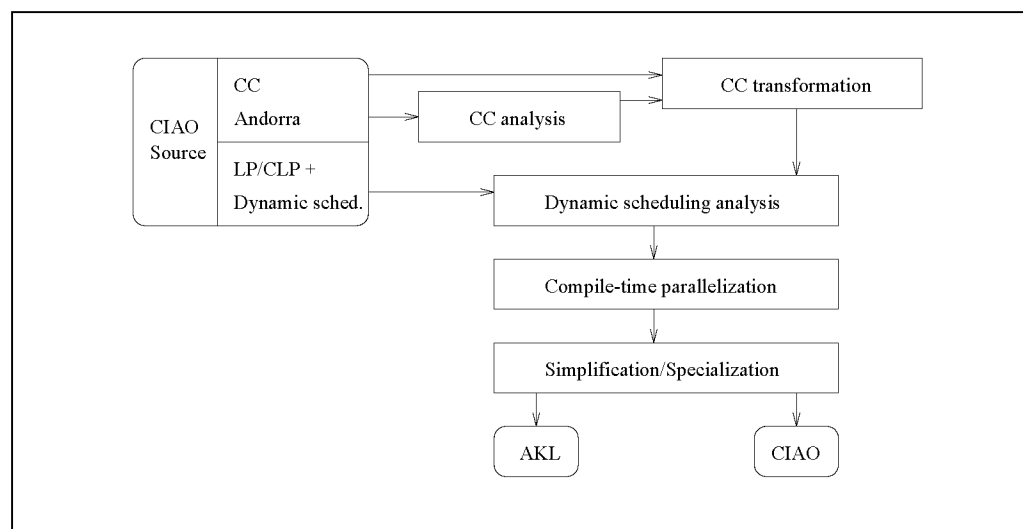 CIAO
Source
CC
Andorra
LP/CLP +
Dynamic sched.
CC analysis
CC transformation
Dynamic scheduling analysis
Compile-time parallelization
Simplification/Specialization
AKL
CIAO